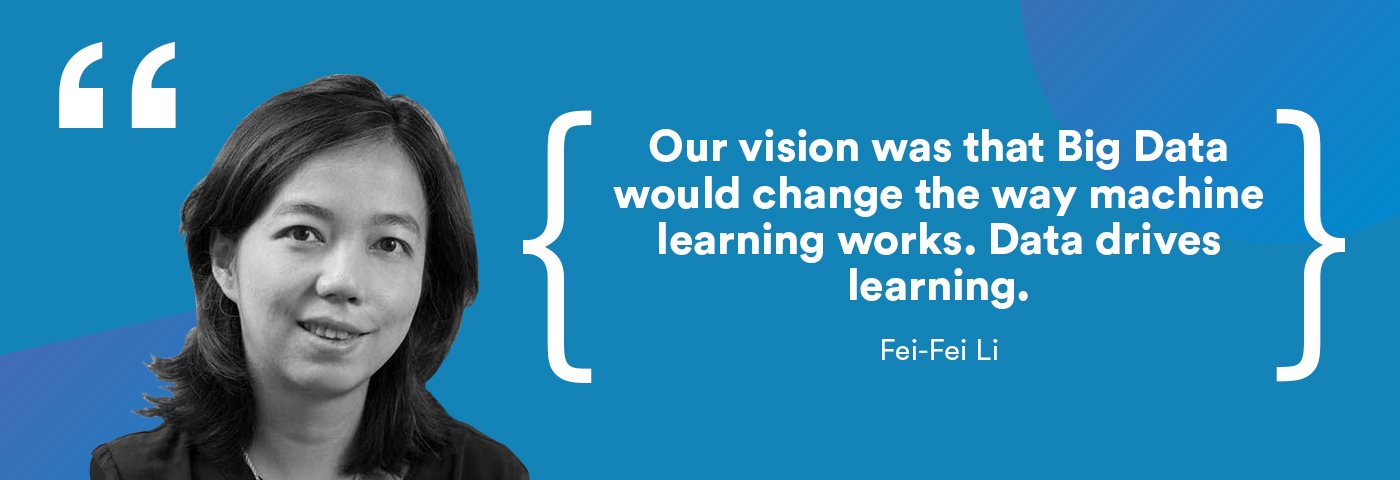 “
{ Our vision was that Big Data
would change the way machine
learning works. Data drives
learning. }
Fei-Fei Li